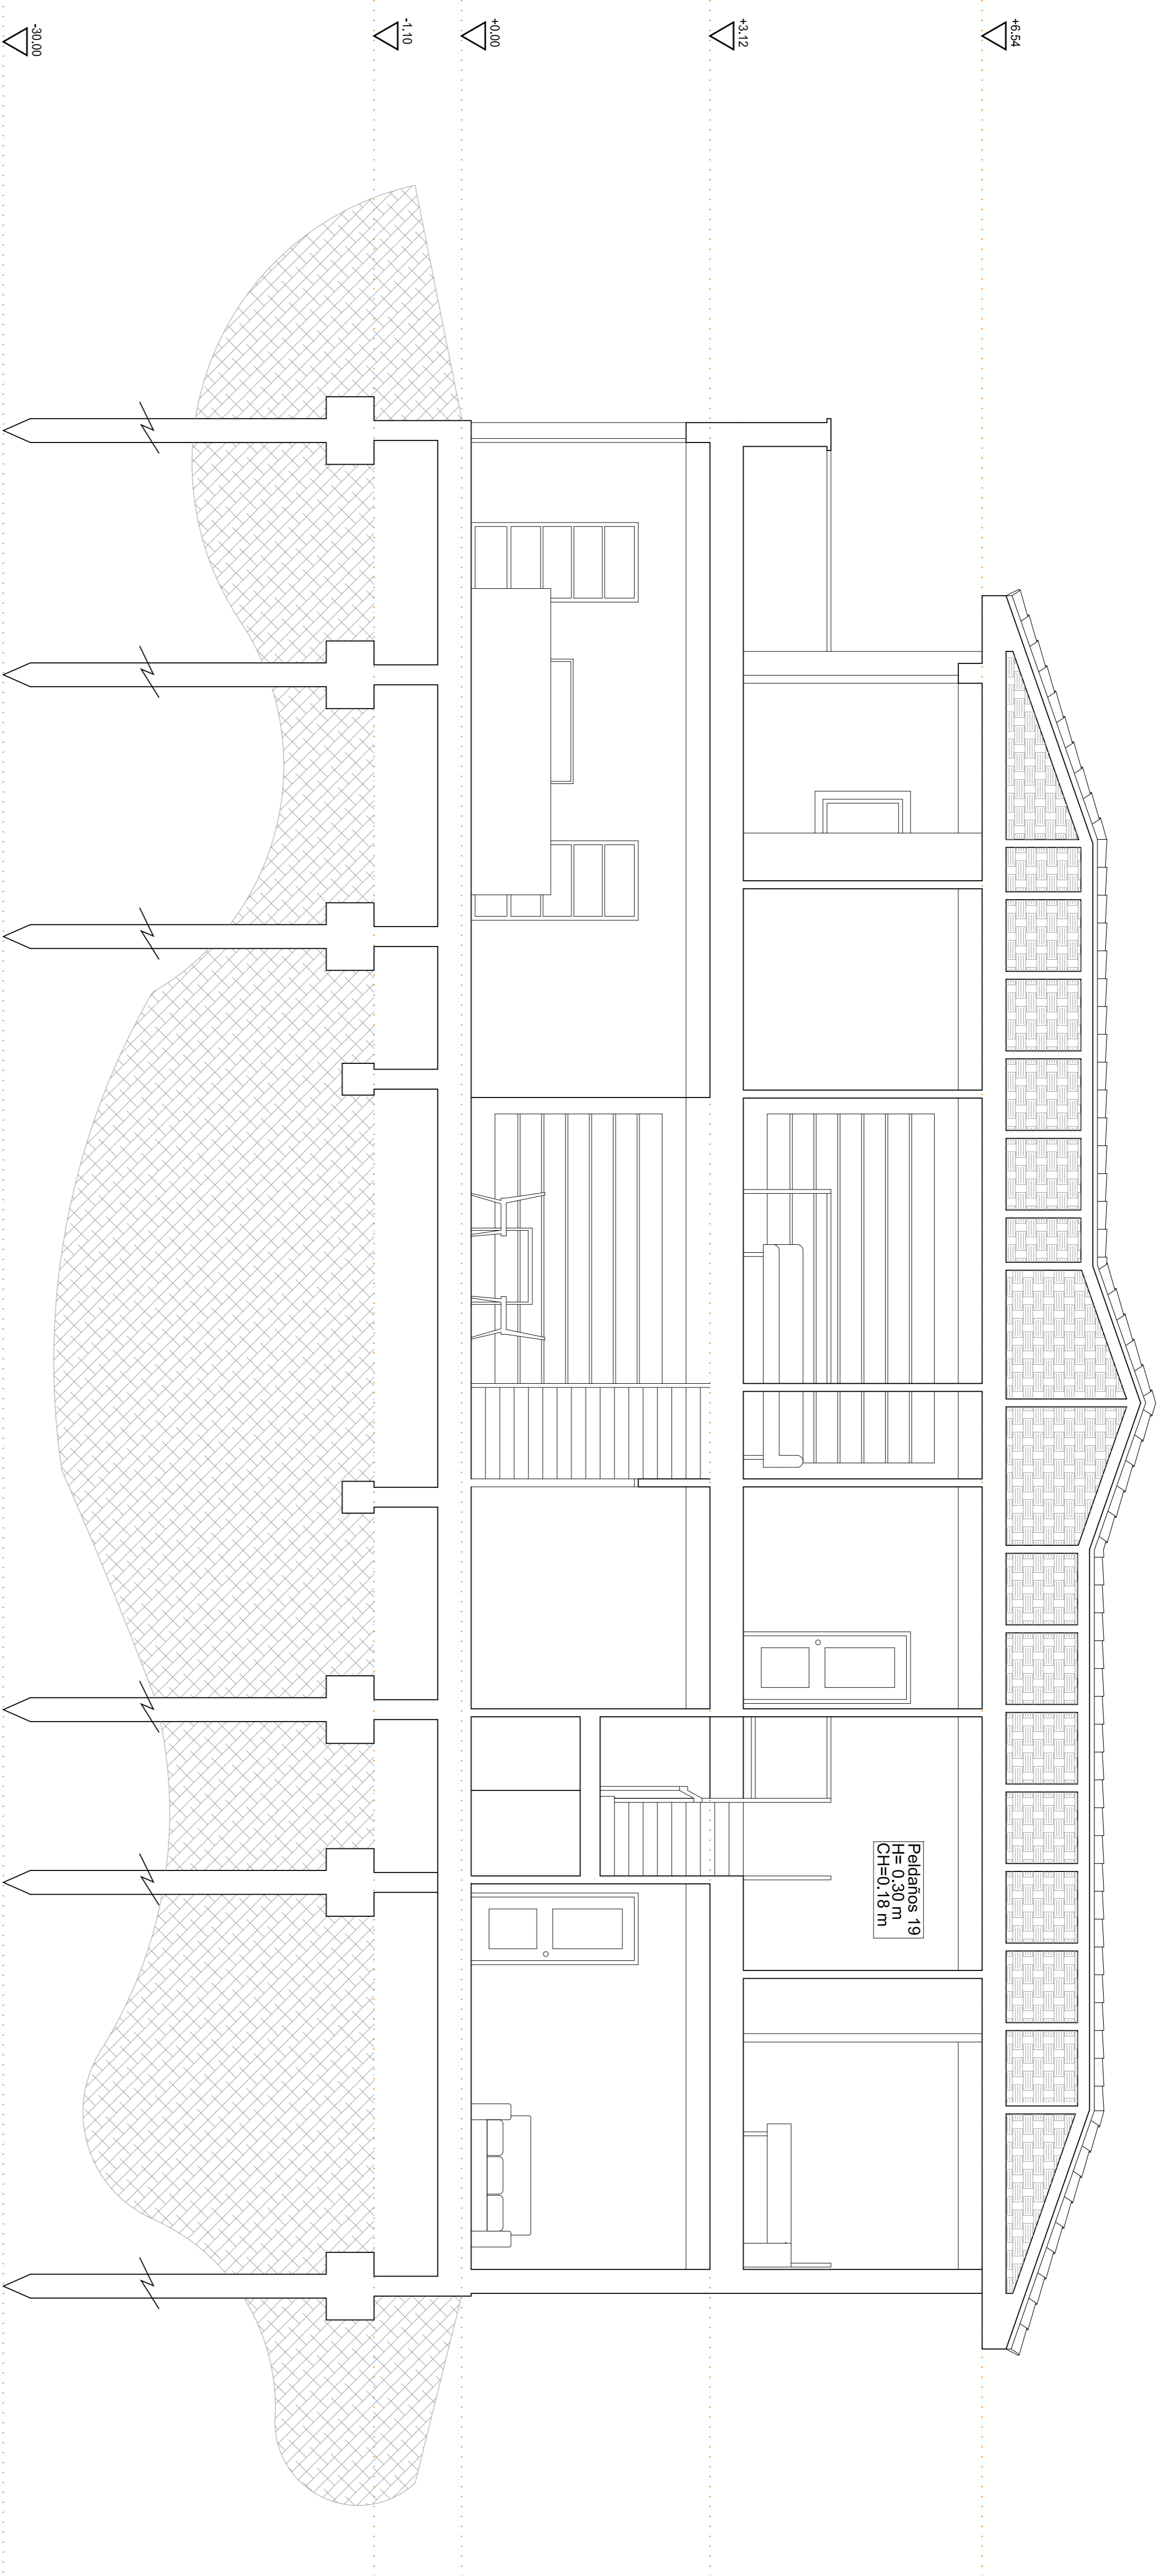 +6.54
+3.12
+0.00
-1.10
-30.00
Peldaños 19
H= 0.30 m
CH=0.18 m